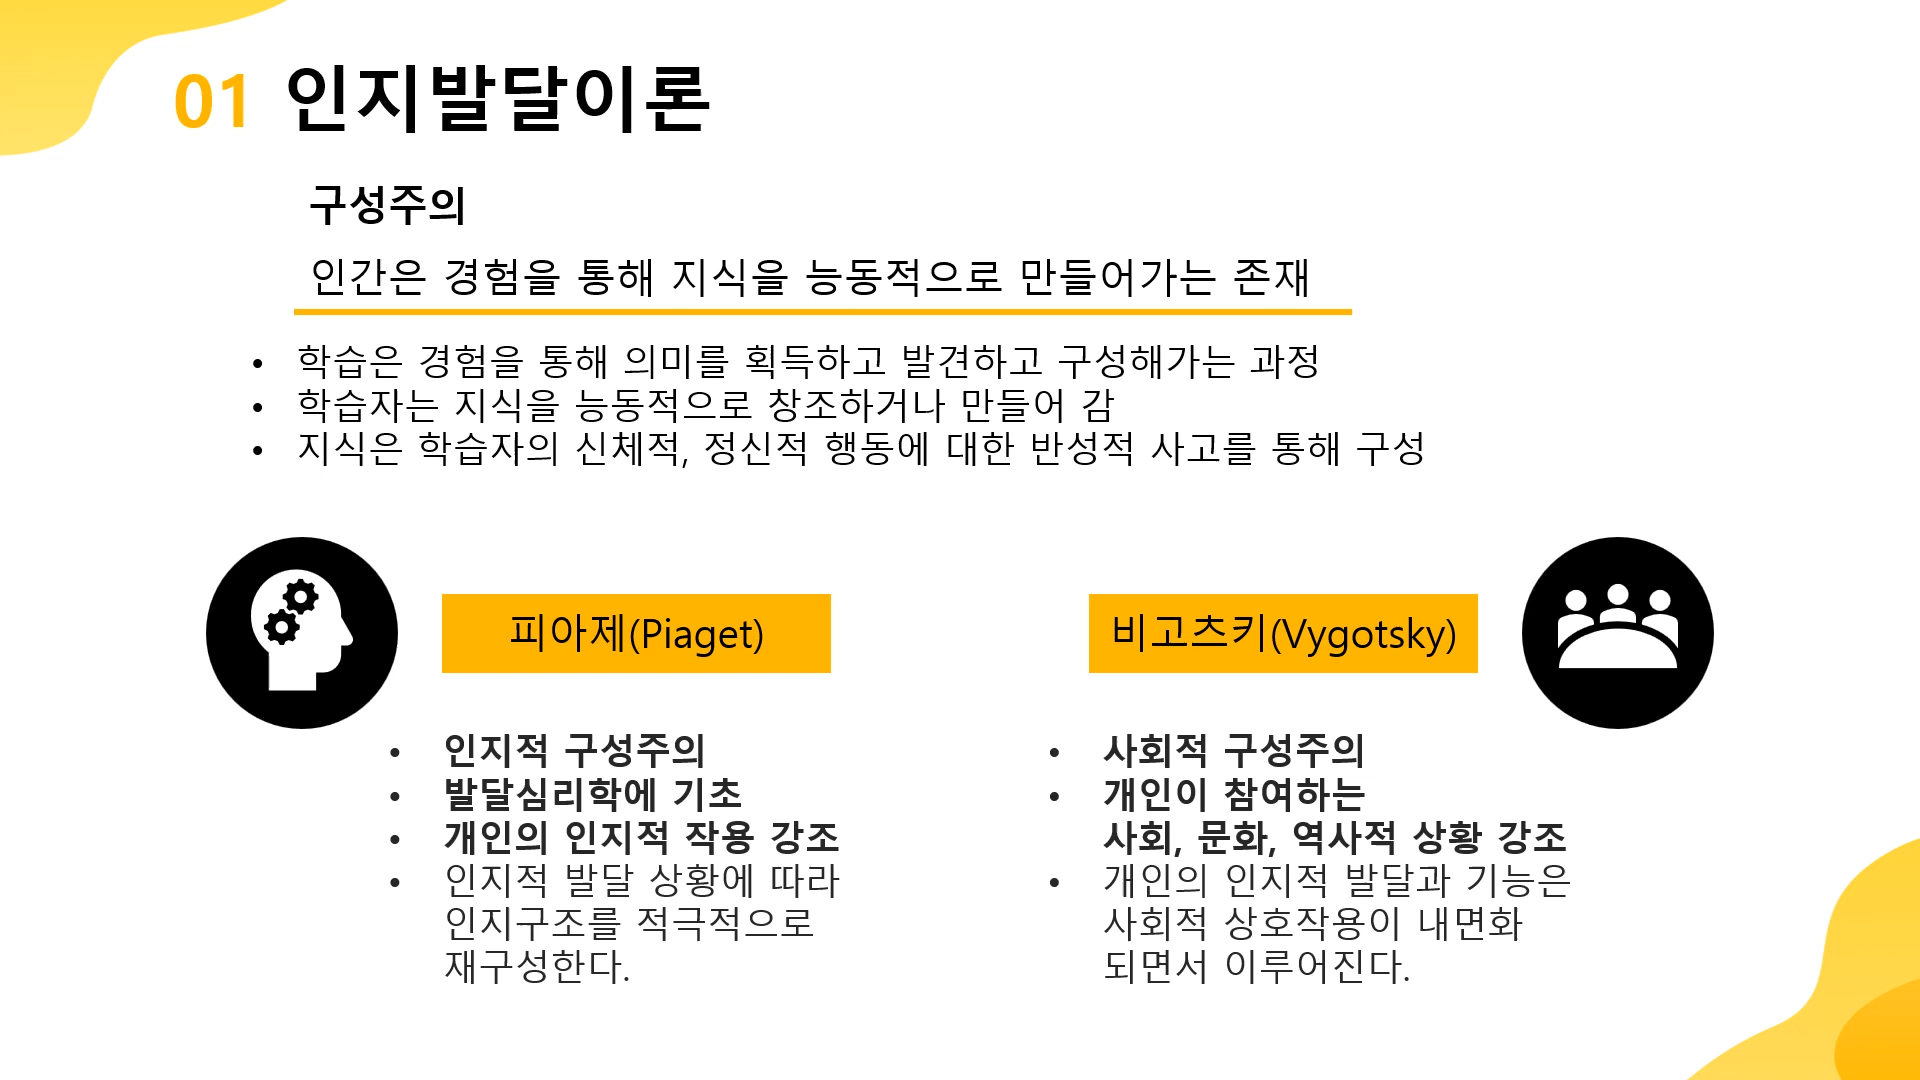 01 인지발달이론
구성주의
인간은 경험을 통해 지식을 능동적으로 만들어가는 존재
• 학습은 경험을 통해 의미를 획득하고 발견하고 구성해가는 과정
• 학습자는 지식을 능동적으로 창조하거나 만들어 감
• 지식은 학습자의 신체적, 정신적 행동에 대한 반성적 사고를 통해 구성
피아제(Piaget)
• 인지적 구성주의
• 발달심리학에 기초
• 개인의 인지적 작용 강조
• 인지적 발달 상황에 따라
인지구조를 적극적으로
재구성한다.
비고츠키(Vygotsky)
• 사회적 구성주의
• 개인이 참여하는
사회, 문화, 역사적 상황 강조
• 개인의 인지적 발달과 기능은
사회적 상호작용이 내면화
되면서 이루어진다.